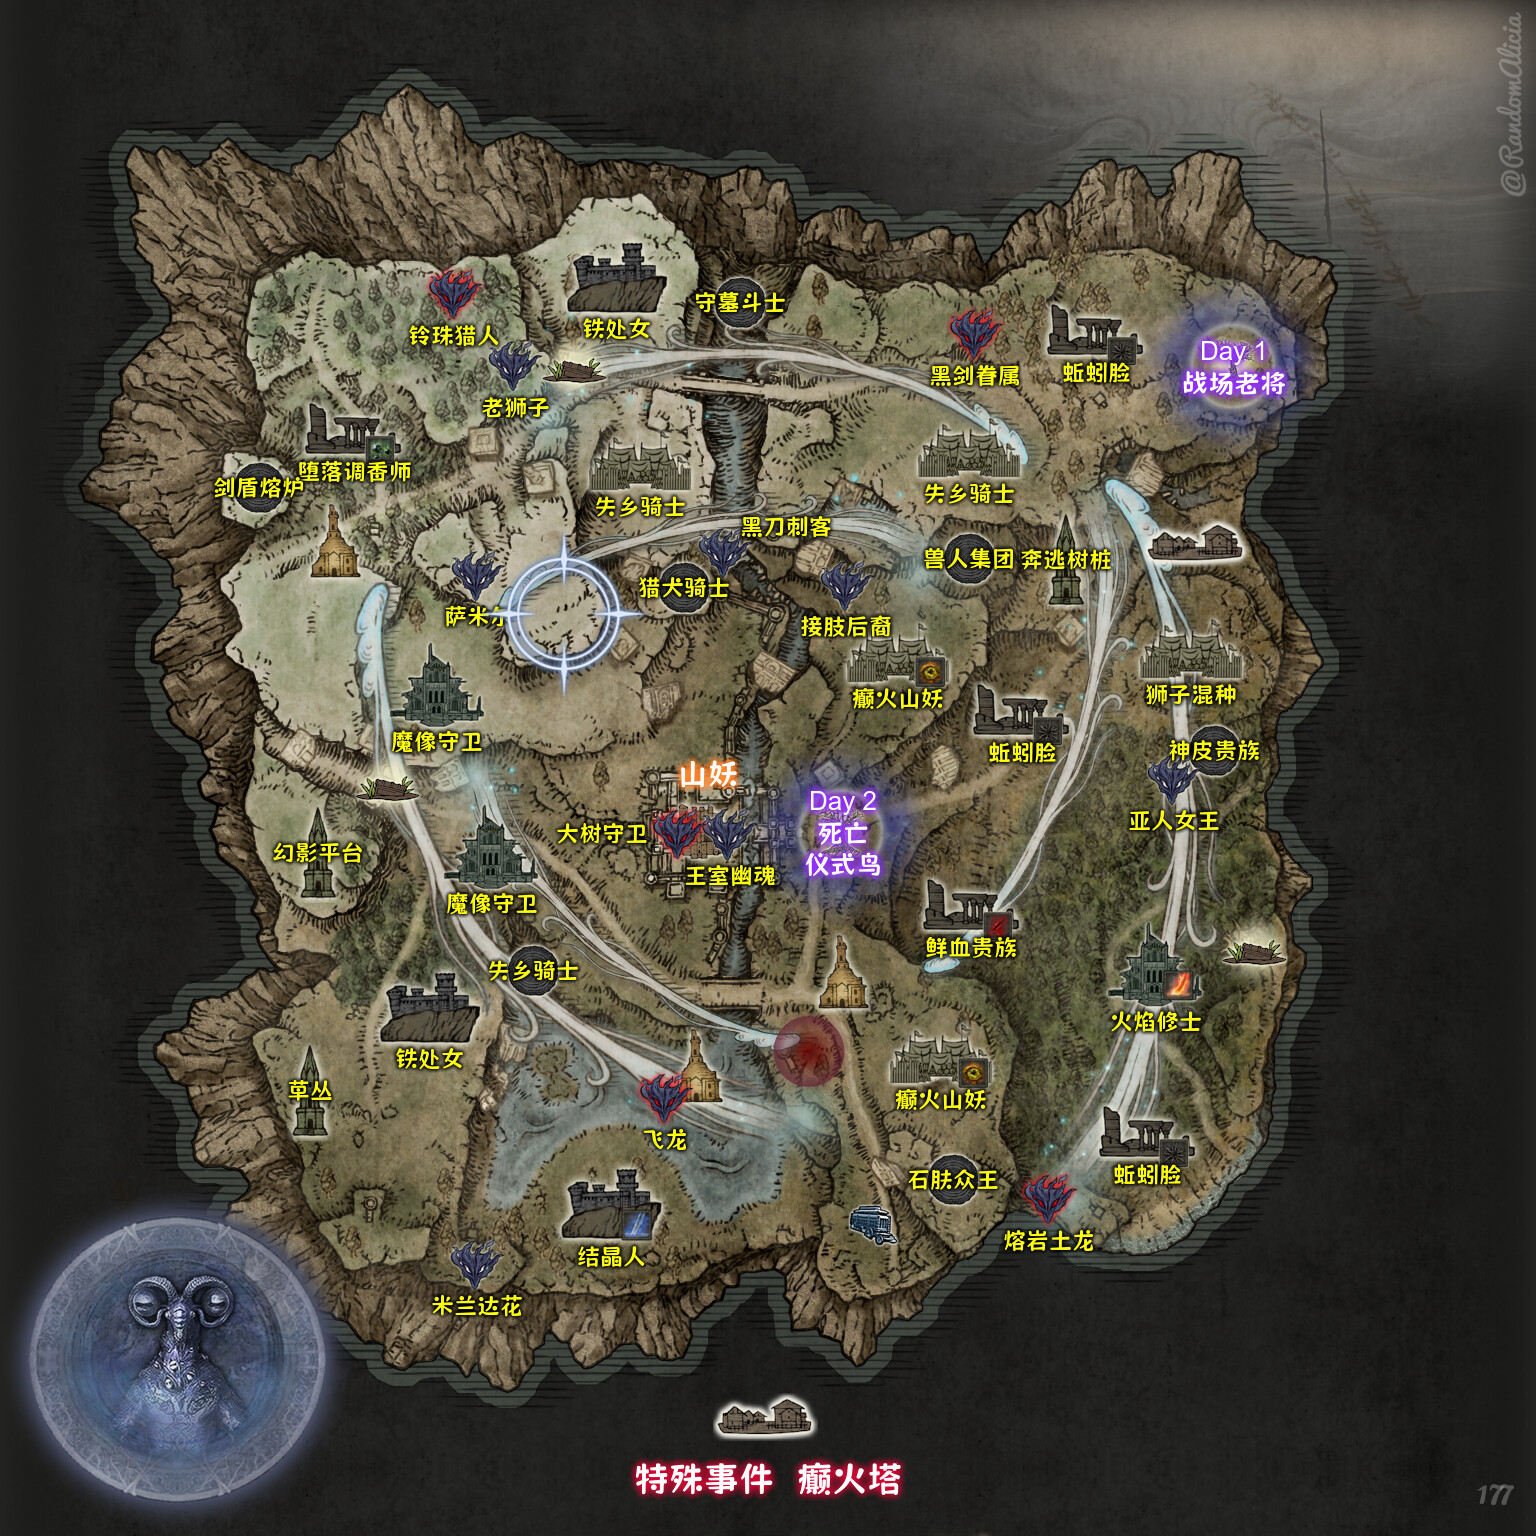 @RandomAlicia
铃珠猎人
铁处女
守墓斗士
黑剑眷属
蚯蚓脸
Day 1
战场老将
老狮子
堕落调香师
剑盾熔炉
失乡骑士
失乡骑士
黑刀刺客
兽人集团
奔逃树桩
猎犬骑士
萨米尔
接肢后裔
癫火山妖
狮子混种
魔像守卫
蚯蚓脸
神皮贵族
山妖
Day 2
死亡
仪式鸟
大树守卫
王室幽魂
亚人女王
幻影平台
魔像守卫
鲜血贵族
失乡骑士
火焰修士
铁处女
草丛
癫火山妖
飞龙
石肤众王
蚯蚓脸
熔岩土龙
结晶人
米兰达花
特殊事件 癫火塔
177